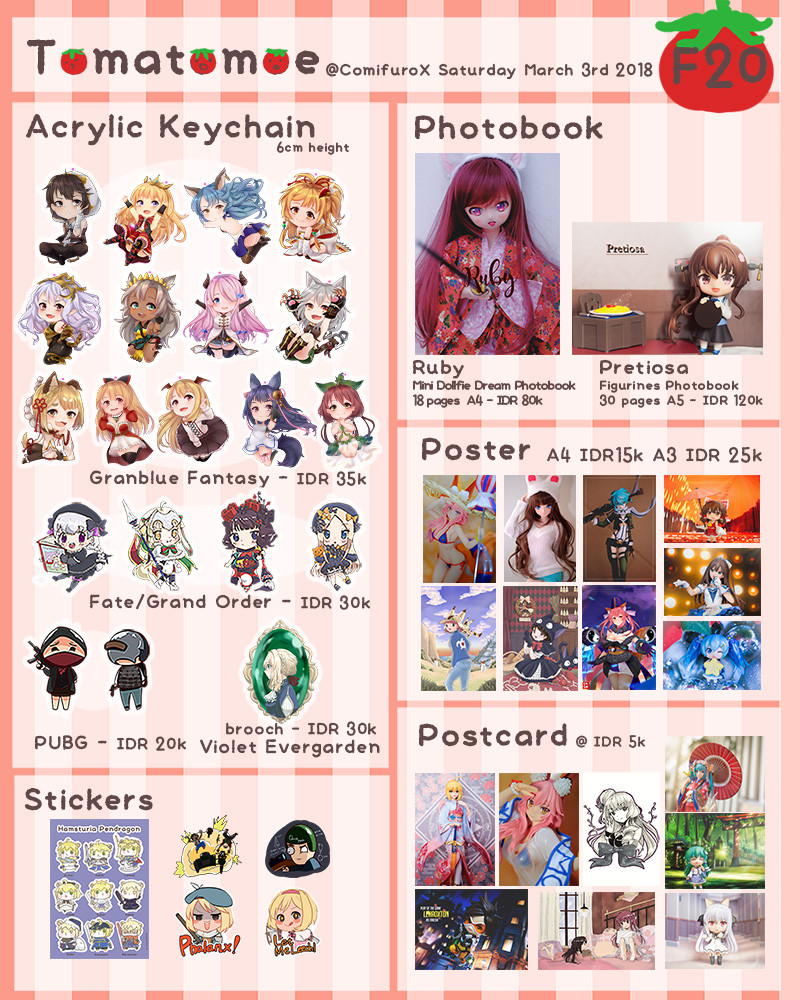 Tomatomoe @ComifuroX Saturday March 3rd 2018
F20
Acrylic Keychain
6cm height
Granblue Fantasy - IDR 35k
Fate/Grand Order - IDR 30k
PUBG - IDR 20k
brooch - IDR 30k
Violet Evergarden
Stickers
Hamsturia Pendragon
Phalanx!
Photobook
Ruby
Pretiosa
Ruby
Mini Dollfie Dream Photobook
18 pages A4 - IDR 80k
Pretiosa
Figurines Photobook
30 pages A5 - IDR 120k
Poster A4 IDR15k A3 IDR 25k
Postcard @ IDR 5k